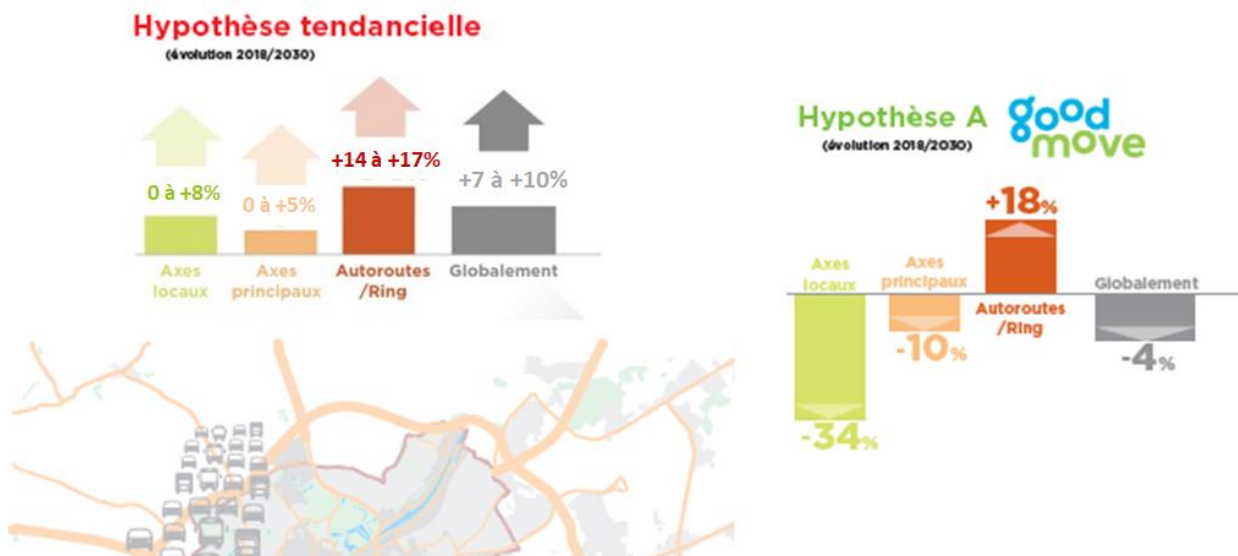 Hypothèse tendancielle
(évolution 2018/2030)
0 à +8%
0 à +5%
+14 à +17%
+7 à +10%
Axes
locaux
Axes
principaux
Autoroutes
/Ring
Globalement
Hypothèse A
(évolution 2018/2030)
good
move
Axes
locaux
-34%
Axes
principaux
-10%
+18%
Autoroutes
/Ring
Globalement
-4%